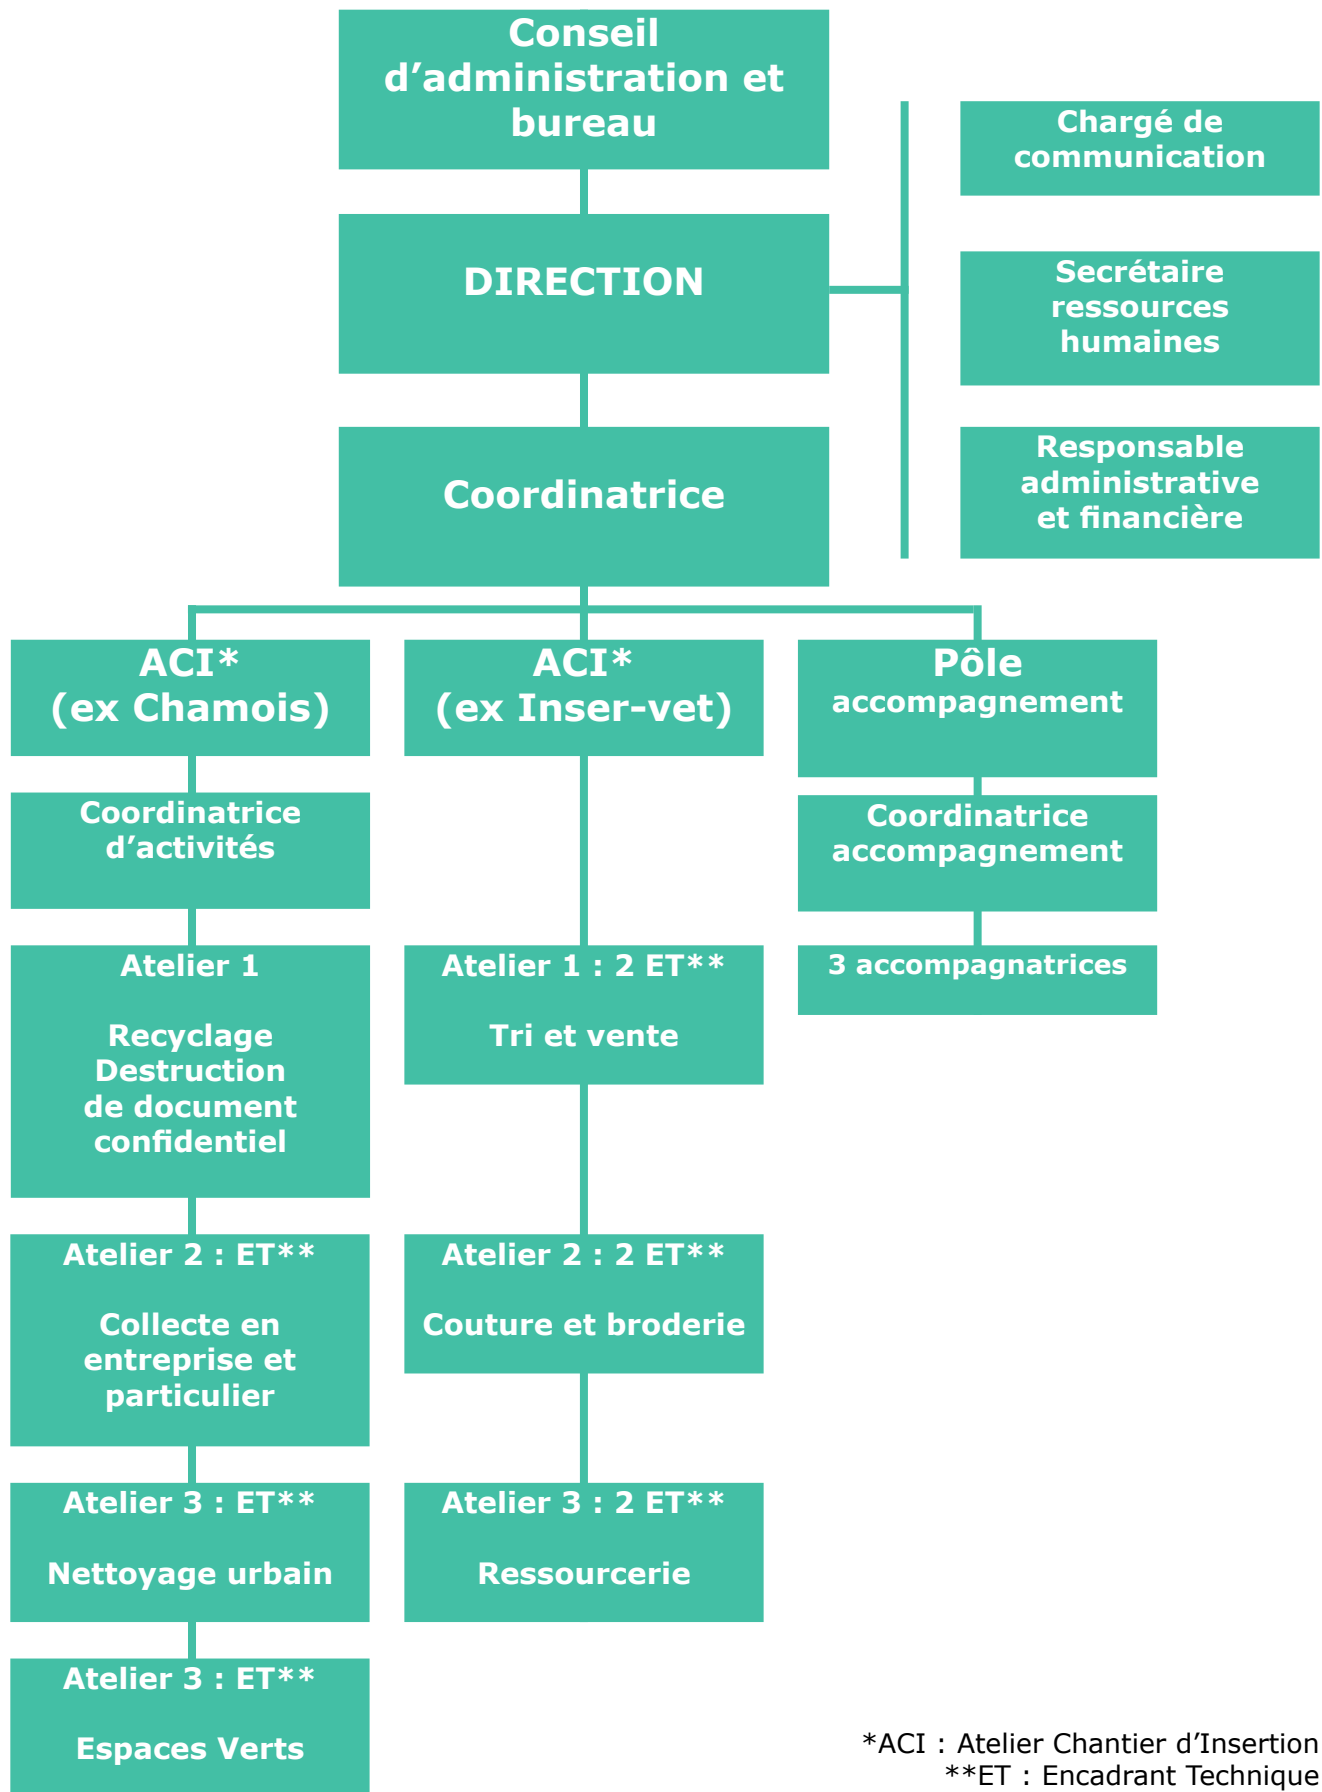 Conseil
d’administration et
bureau
Chargé de
communication
DIRECTION
Secrétaire
ressources
humaines
Coordinatrice
Responsable
administrative
et financière
ACI*
(ex Chamois)
ACI*
(ex Inser-vet)
Pôle
accompagnement
Coordinatrice
d’activités
Coordinatrice
accompagnement
Atelier 1
Recyclage
Destruction
de document
confidentiel
Atelier 1 : 2 ET**
Tri et vente
3 accompagnatrices
Atelier 2 : ET**
Collecte en
entreprise et
particulier
Atelier 2 : 2 ET**
Couture et broderie
Atelier 3 : ET**
Nettoyage urbain
Atelier 3 : 2 ET**
Ressourcerie
Atelier 3 : ET**
Espaces Verts
*ACI : Atelier Chantier d’Insertion
**ET : Encadrant Technique